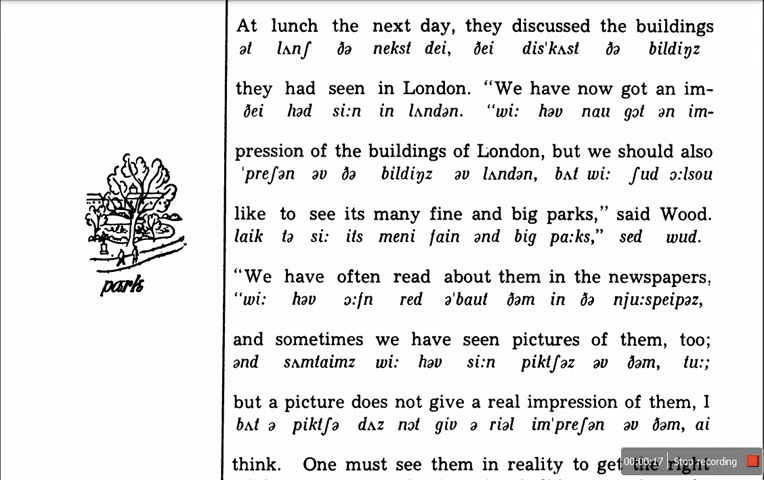 At lunch the next day, they discussed the buildings
ət lʌnʃ ðə nekst dei, ðei disˈkʌst ðə bildiŋz
they had seen in London. “We have now got an im-
ðei həd si:n in lʌndən. “wi: həv nau gɔt ən im-
pression of the buildings of London, but we should also
ˈpreʃən əv ðə bildiŋz əv lʌndən, bʌt wi: ʃud ɔ:lsou
like to see its many fine and big parks,” said Wood.
laik tə si: its meni fain ənd big pa:ks,” sed wud.
“We have often read about them in the newspapers,
“wi: həv ɔ:fn red əˈbaut ðəm in ðə nju:speipəz,
and sometimes we have seen pictures of them, too;
ənd sʌmtaimz wi: həv si:n piktʃəz əv ðəm, tu:;
but a picture does not give a real impression of them, I
bʌt ə piktʃə dʌz nɔt giv ə riəl imˈpreʃən əv ðəm, ai
think. One must see them in reality to get the right
park
00:00:17 Stop recording